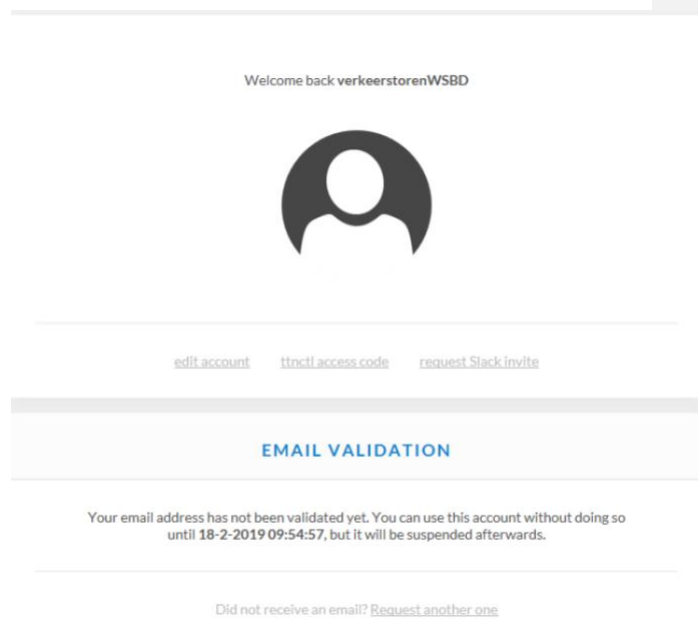 Welcome back verkeerstorenWSBD
edit account ttnctl access code request Slack invite
EMAIL VALIDATION
Your email address has not been validated yet. You can use this account without doing so
until 18-2-2019 09:54:57, but it will be suspended afterwards.
Did not receive an email? Request another one